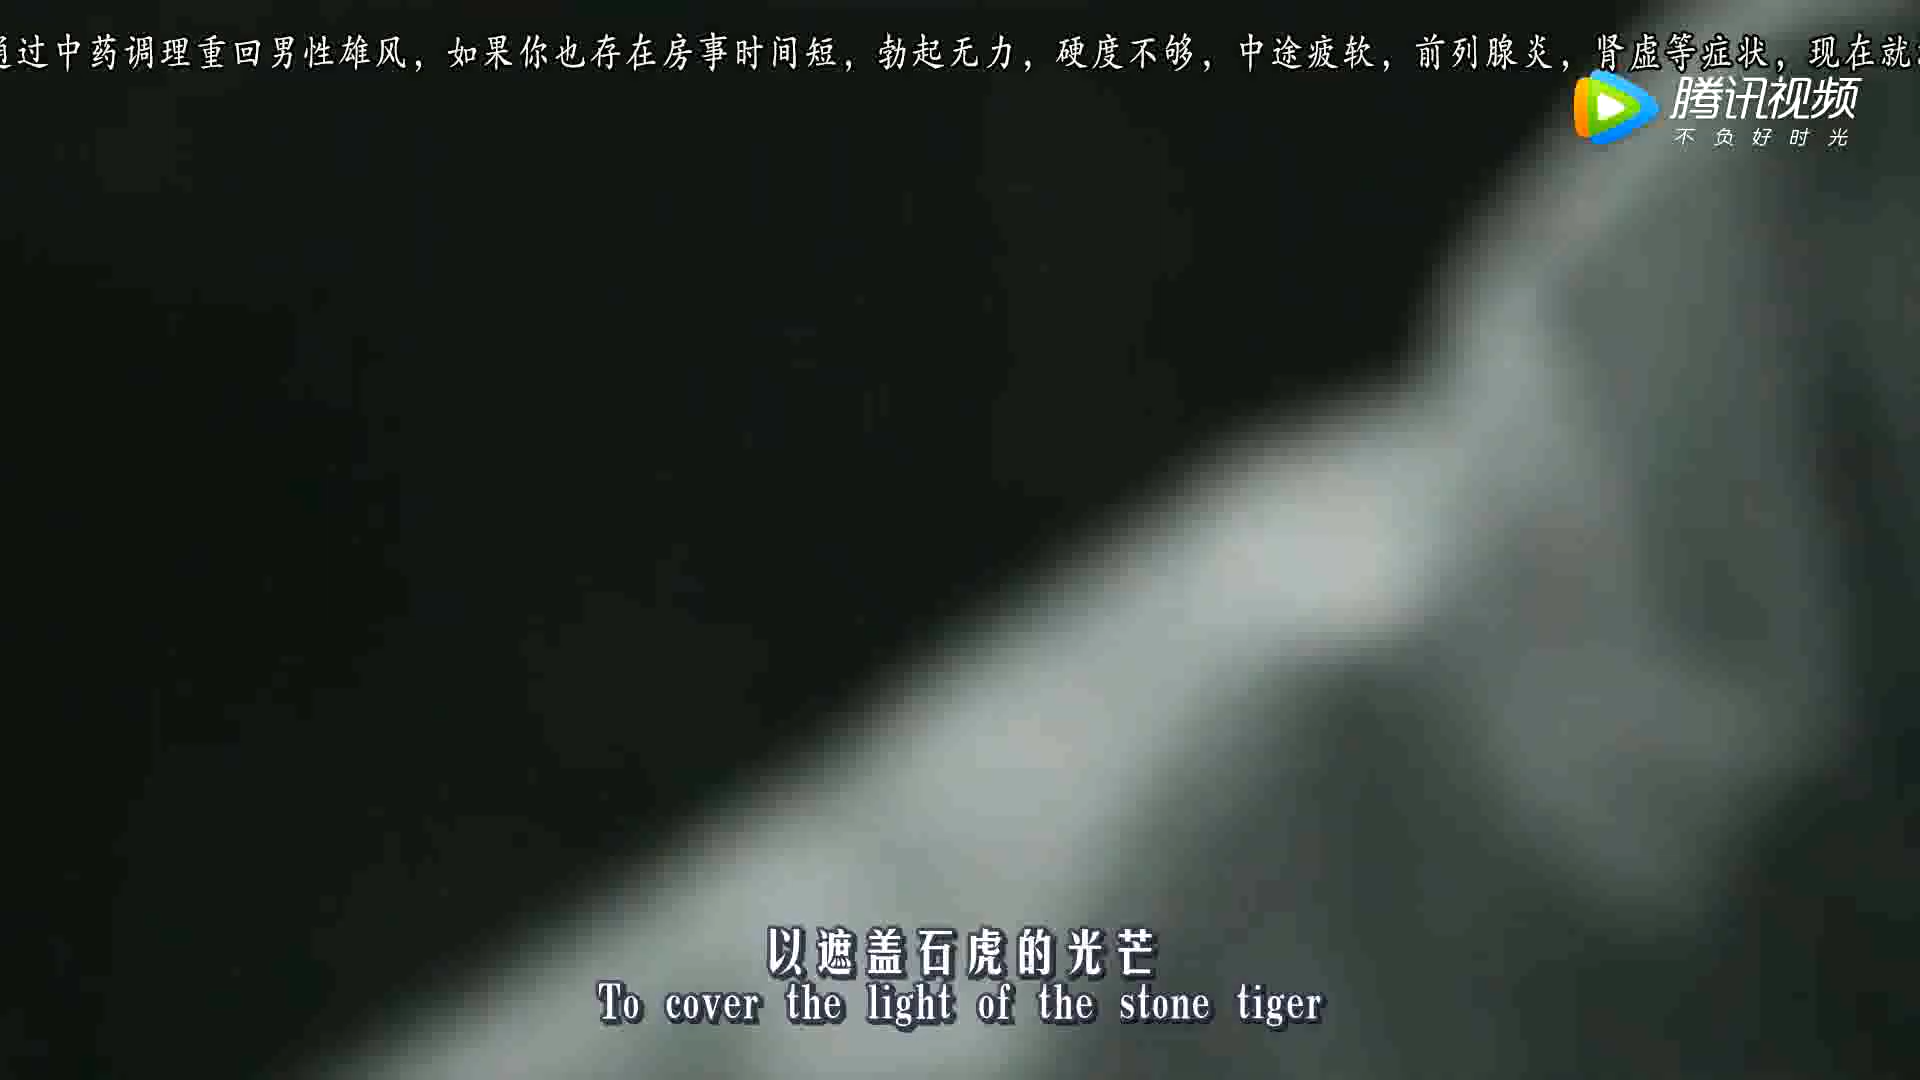 通过中药调理重回男性雄风，如果你也存在房事时间短，勃起无力，硬度不够，中途疲软，前列腺炎，肾虚等症状，现在就
腾讯视频
不负好时光
以遮盖石虎的光芒
To cover the light of the stone tiger